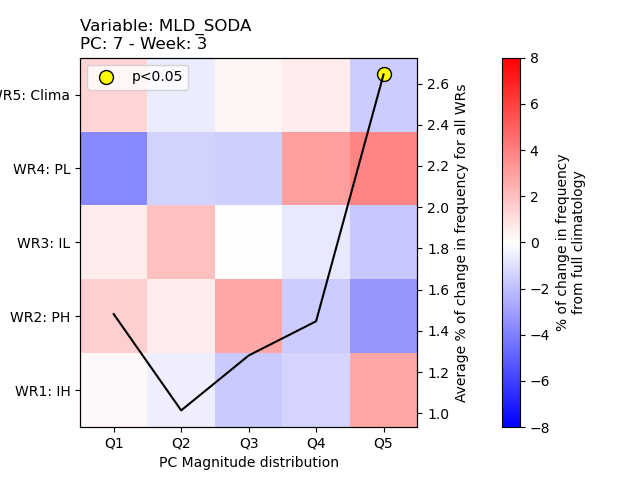 Variable: MLD_SODA
PC: 7 - Week: 3
p<0.05
WR5: Clima
WR4: PL
WR3: IL
WR2: PH
WR1: IH
Q1 Q2 Q3 Q4 Q5
PC Magnitude distribution
2.6
2.4
2.2
2.0
1.8
1.6
1.4
1.2
1.0
Average % of change in frequency for all WRs
8
6
4
2
0
−2
−4
−6
−8
% of change in frequency
from full climatology